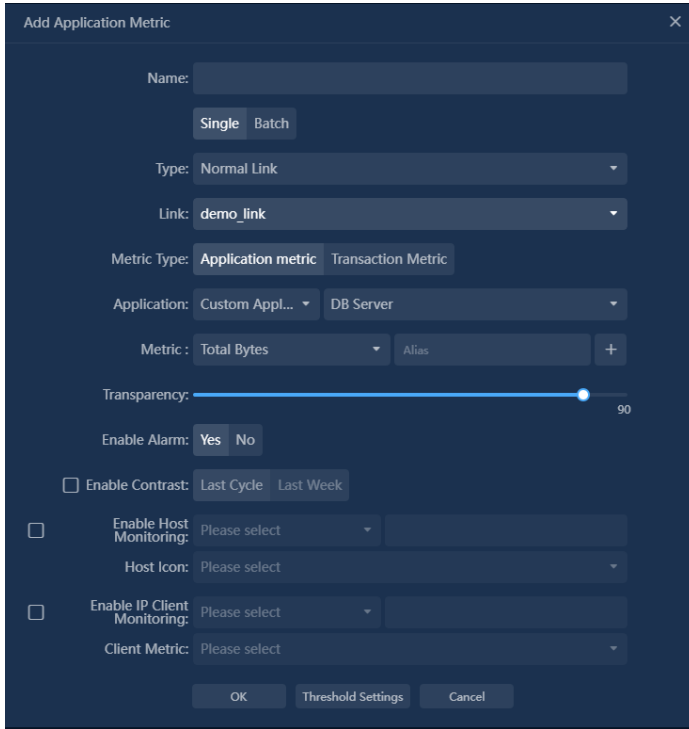 Add Application Metric
Name:
Single Batch
Type: Normal Link
Link: demo_link
Metric Type: Application metric Transaction Metric
Application: Custom Appl... DB Server
Metric : Total Bytes Alias +
Transparency:
90
Enable Alarm: Yes No
Enable Contrast: Last Cycle Last Week
Enable Host
Monitoring: Please select
Host Icon: Please select
Enable IP Client
Monitoring: Please select
Client Metric: Please select
OK Threshold Settings Cancel